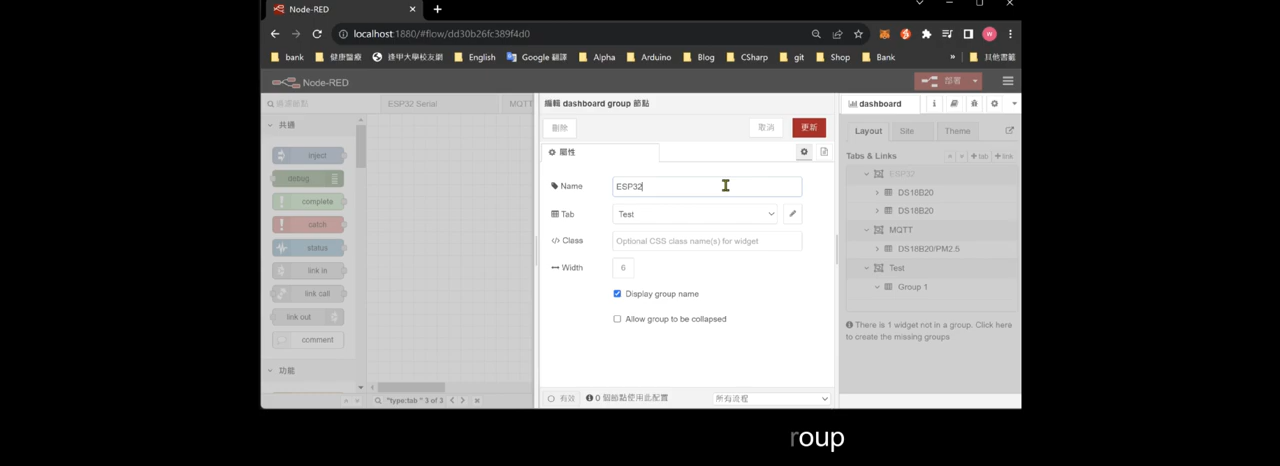 Node-RED
localhost:1880/#flow/dd30b26fc389f4d0
bank 健康醫療 逢甲大學校友網 English Google 翻譯 Alpha Arduino Blog CSharp git Shop Bank » 其他書籤
Node-RED 部署
過濾節點 ESP32 Serial MQTT 編輯 dashboard group 節點 dashboard
共通 刪除 取消 更新 Layout Site Theme
inject 屬性 Tabs & Links +tab +link
debug Name ESP32 ESP32
complete DS18B20
catch Tab Test DS18B20
status Class Optional CSS class name(s) for widget MQTT
link in Width 6 DS18B20/PM2.5
link call Display group name Test
link out Allow group to be collapsed Group 1
comment There is 1 widget not in a group. Click here
to create the missing groups
功能
"type:tab " 3 of 3 有效 0 個節點使用此配置 所有流程
roup